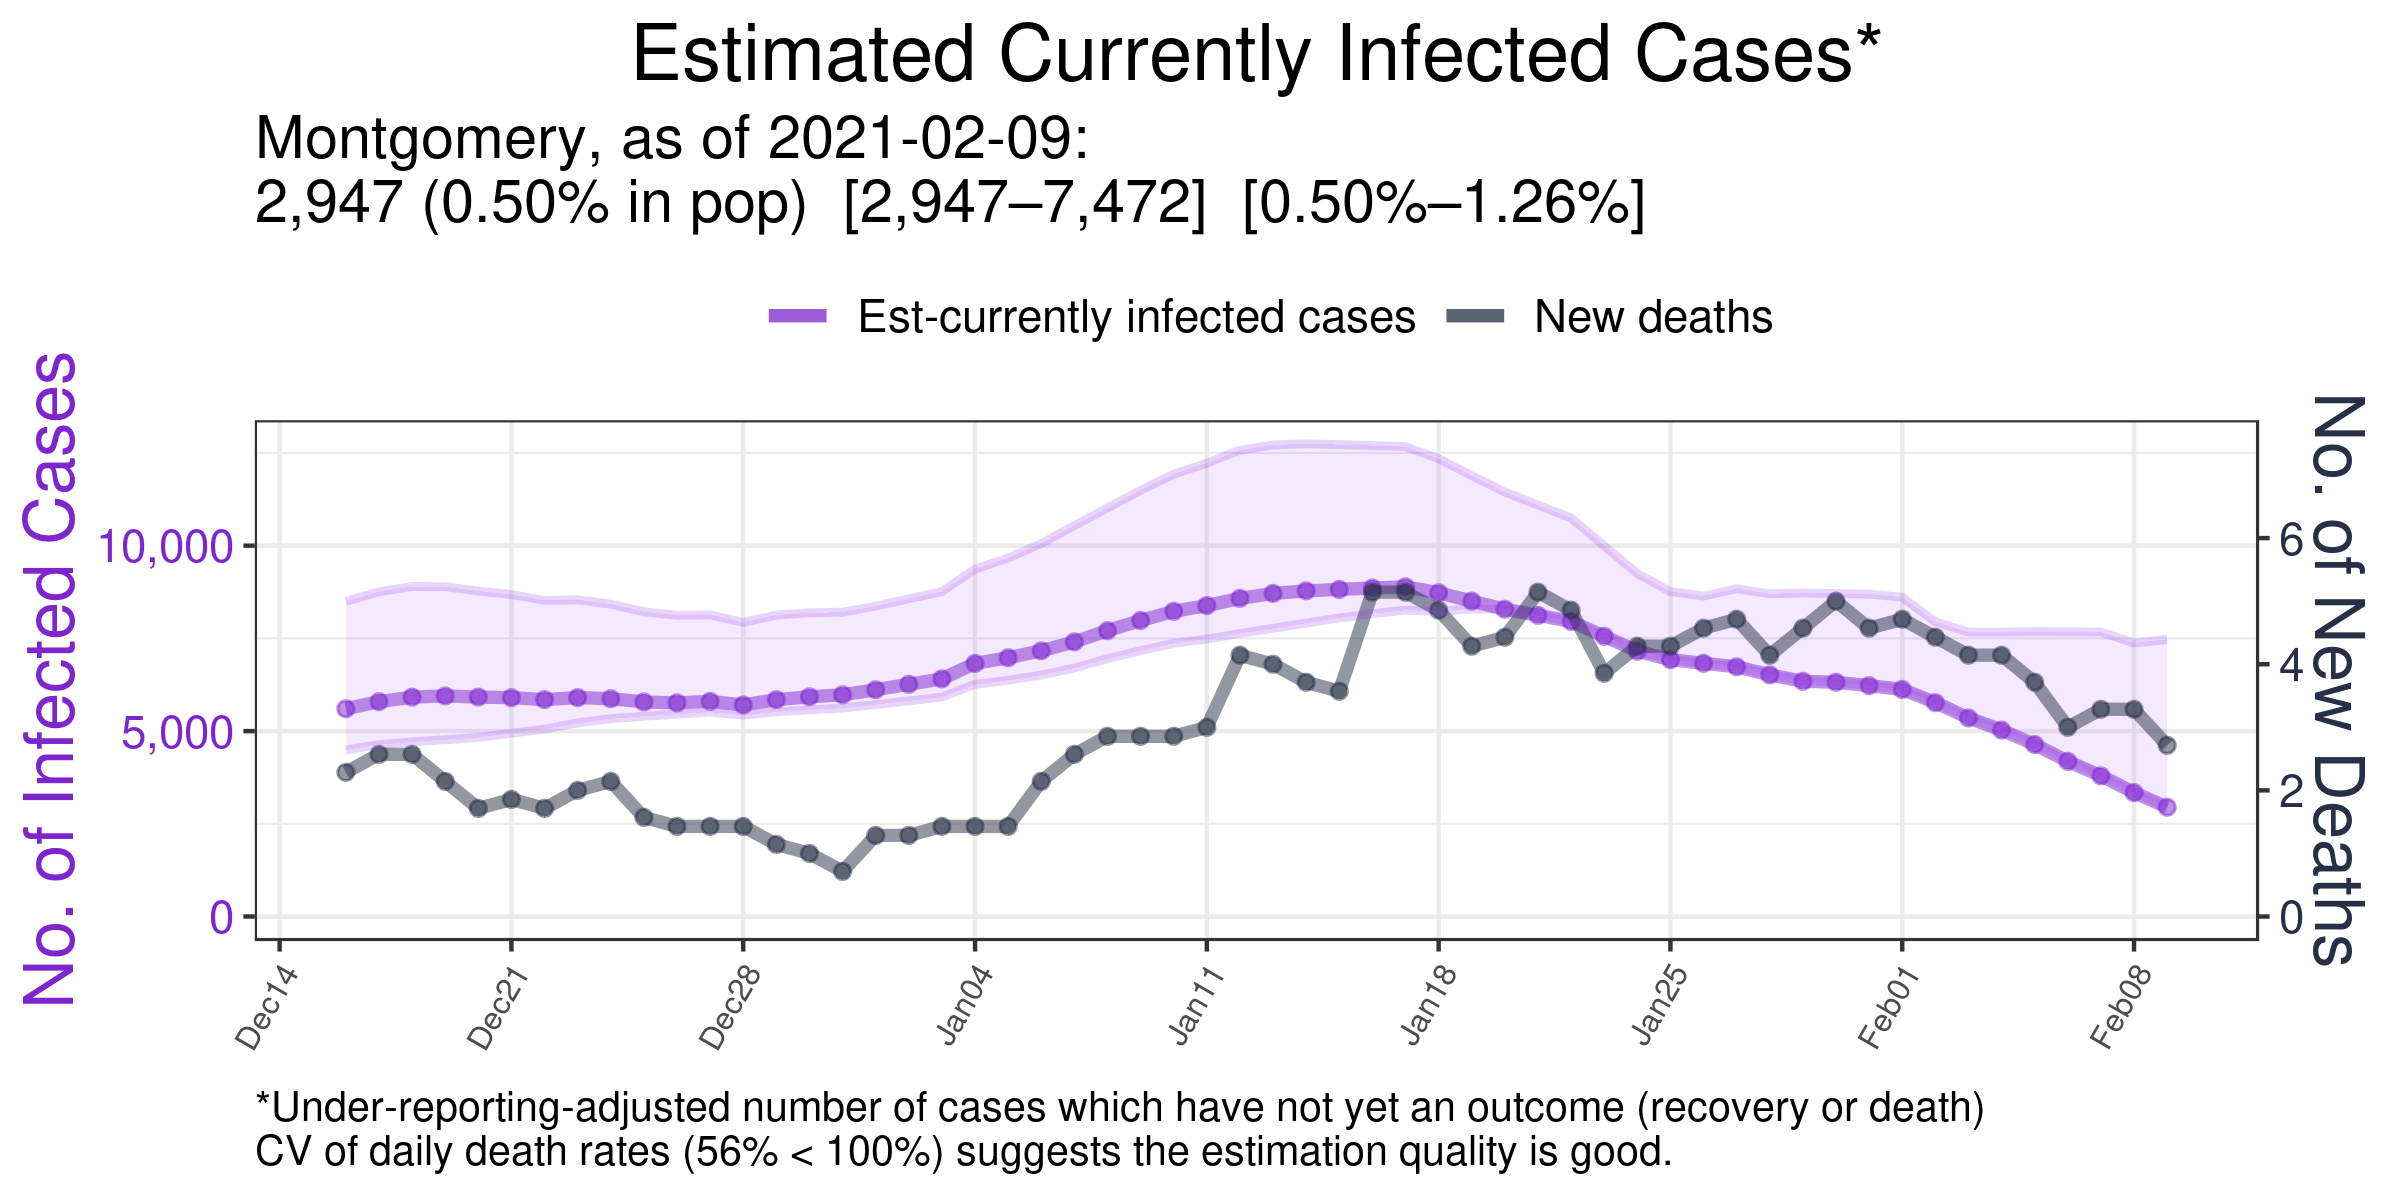 Estimated Currently Infected Cases*
Montgomery, as of 2021-02-09:
2,947 (0.50% in pop)  [2,947–7,472]  [0.50%–1.26%]
Est-currently infected cases
New deaths
No. of Infected Cases
10,000
5,000
0
No. of New Deaths
6
4
2
0
Dec14
Dec21
Dec28
Jan04
Jan11
Jan18
Jan25
Feb01
Feb08
*Under-reporting-adjusted number of cases which have not yet an outcome (recovery or death)
CV of daily death rates (56% < 100%) suggests the estimation quality is good.